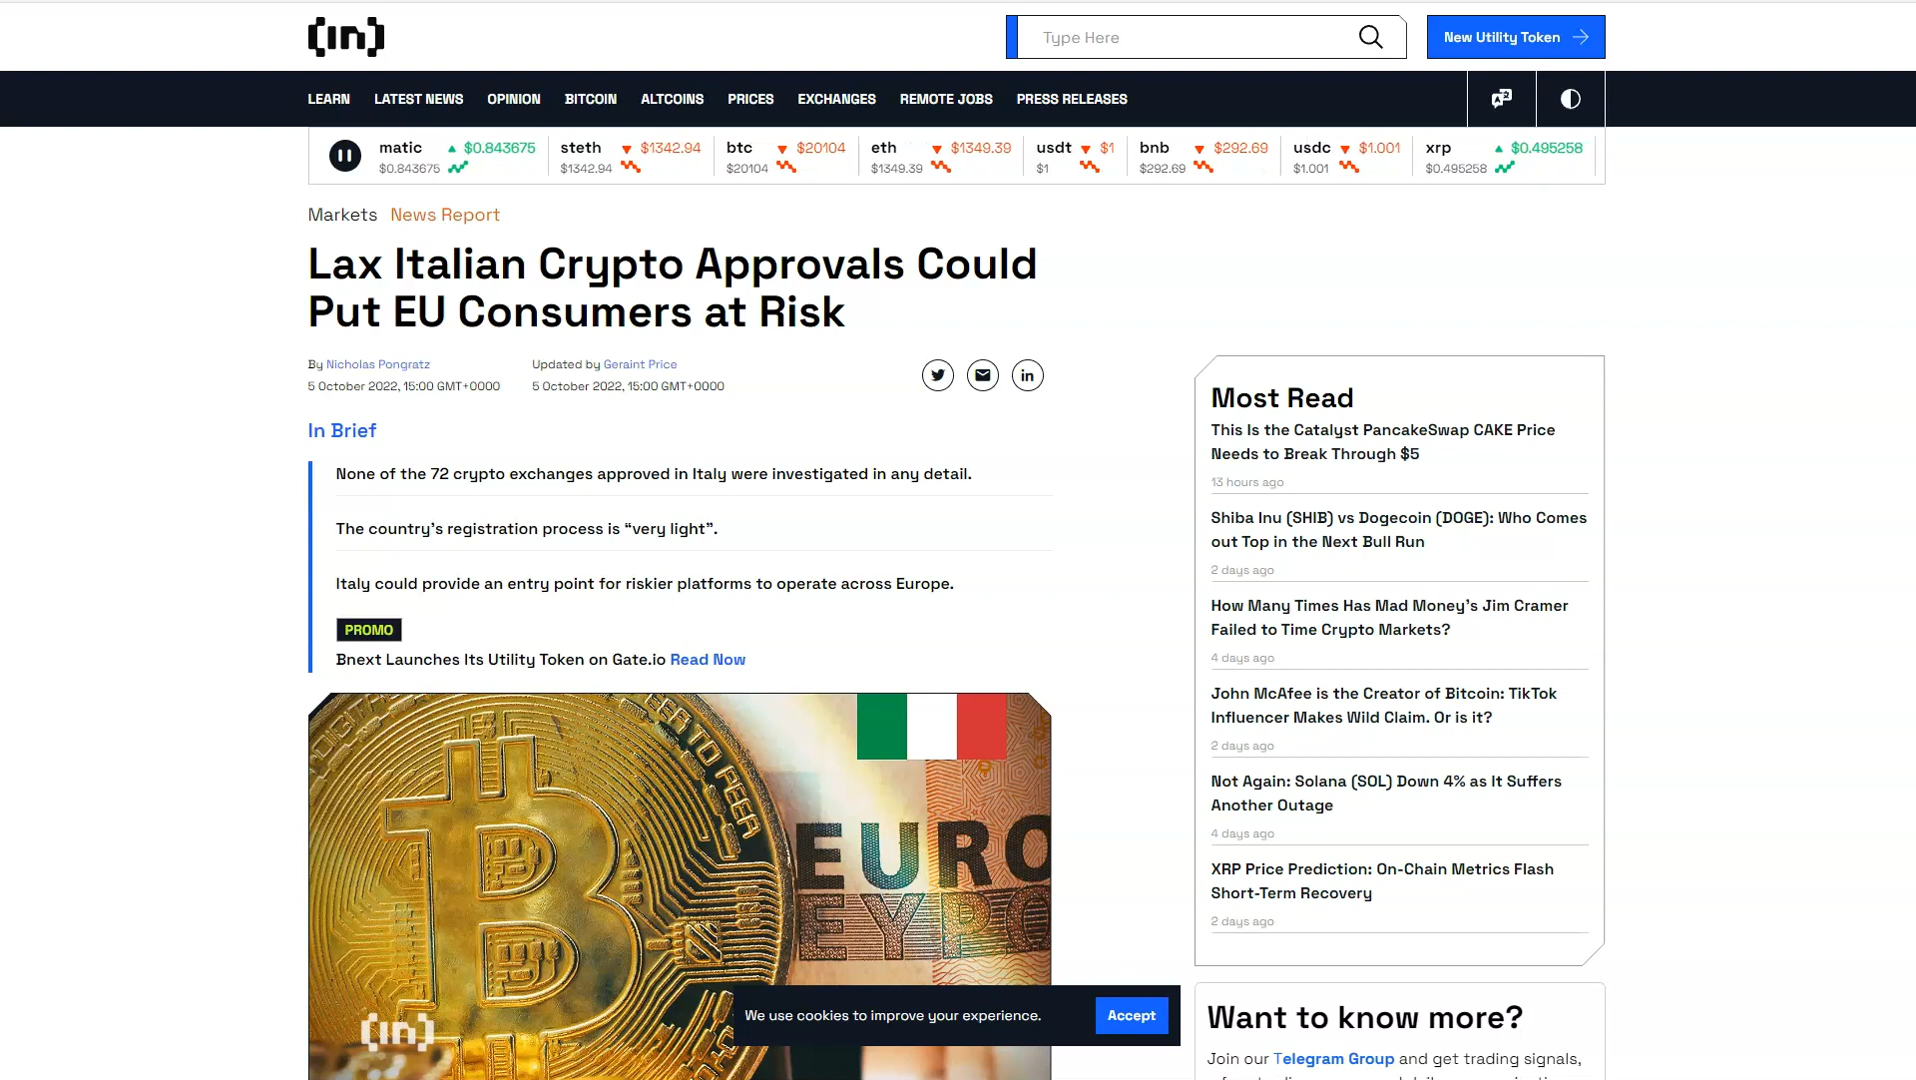 [in]
Type Here
New Utility Token
LEARN LATEST NEWS OPINION BITCOIN ALTCOINS PRICES EXCHANGES REMOTE JOBS PRESS RELEASES
matic $0.843675 steth $1342.94 btc $20104 eth $1349.39 usdt $1 bnb $292.69 usdc $1.001 xrp $0.495258
$0.843675 $1342.94 $20104 $1349.39 $1 $292.69 $1.001 $0.495258
Markets News Report
Lax Italian Crypto Approvals Could
Put EU Consumers at Risk
By Nicholas Pongratz Updated by Geraint Price
5 October 2022, 15:00 GMT+0000 5 October 2022, 15:00 GMT+0000
In Brief
None of the 72 crypto exchanges approved in Italy were investigated in any detail.
The country's registration process is “very light”.
Italy could provide an entry point for riskier platforms to operate across Europe.
PROMO
Bnext Launches Its Utility Token on Gate.io Read Now
PEER TO PEER
EURO
EYPO
[in]
We use cookies to improve your experience. Accept
Most Read
This Is the Catalyst PancakeSwap CAKE Price
Needs to Break Through $5
13 hours ago
Shiba Inu (SHIB) vs Dogecoin (DOGE): Who Comes
out Top in the Next Bull Run
2 days ago
How Many Times Has Mad Money's Jim Cramer
Failed to Time Crypto Markets?
4 days ago
John McAfee is the Creator of Bitcoin: TikTok
Influencer Makes Wild Claim. Or is it?
2 days ago
Not Again: Solana (SOL) Down 4% as It Suffers
Another Outage
4 days ago
XRP Price Prediction: On-Chain Metrics Flash
Short-Term Recovery
2 days ago
Want to know more?
Join our Telegram Group and get trading signals,